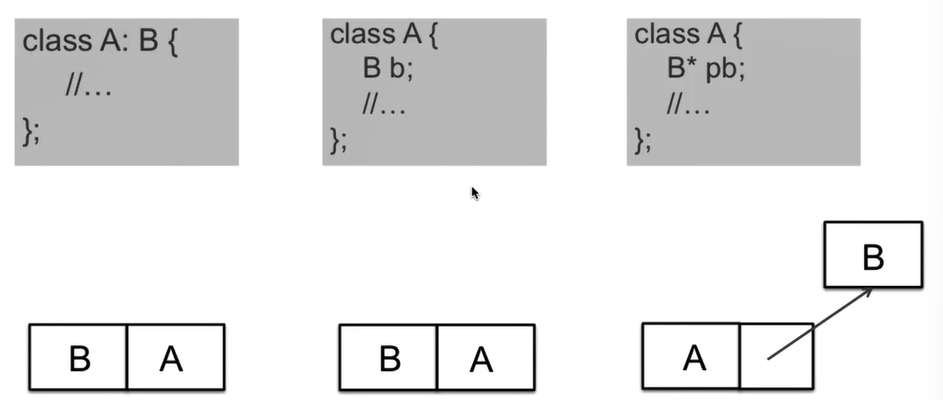 class A: B {
//...
};
class A {
B b;
//...
};
class A {
B* pb;
//...
};
B
B A
B A
A